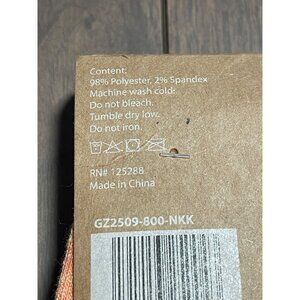 Content:
98% Polyester, 2% Spandex
Machine wash cold.
Do not bleach.
Tumble dry low.
Do not iron.
RN# 125288
Made in China
GZ2509-800-NKK